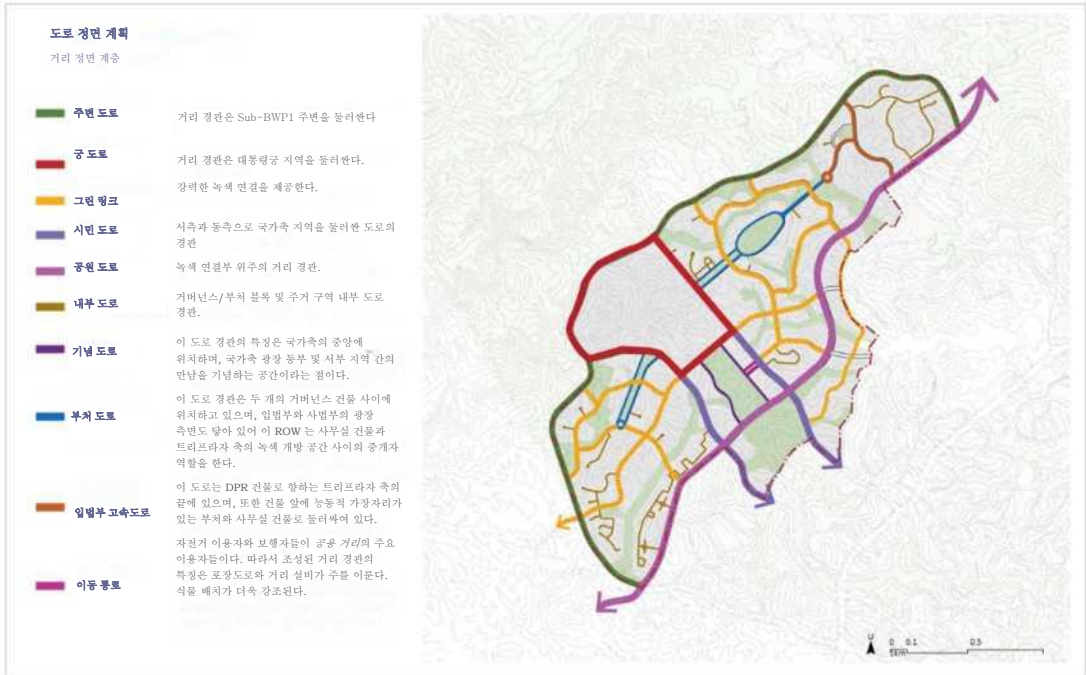 도로 정면 계획
거리 정면 계층
주변 도로
거리 경관은 Sub-BWP1 주변을 둘러싼다
궁 도로
거리 경관은 대통령궁 지역을 둘러싼다.
강력한 녹색 연결을 제공한다.
그린 링크
시민 도로
서측과 동측으로 국가축 지역을 둘러싼 도로의
경관
공원 도로
녹색 연결부 위주의 거리 경관.
내부 도로
거버넌스/부처 블록 및 주거 구역 내부 도로
경관.
기념 도로
이 도로 경관의 특징은 국가축의 중앙에
위치하며, 국가축 광장 동부 및 서부 지역 간의
만남을 기념하는 공간이라는 점이다.
부처 도로
이 도로 경관은 두 개의 거버넌스 건물 사이에
위치하고 있으며, 입법부와 사법부의 광장
측면도 닿아 있어 이 ROW 는 사무실 건물과
트리프라자 축의 녹색 개방 공간 사이의 중개자
역할을 한다.
입법부 고속도로
이 도로는 DPR 건물로 향하는 트리프라자 축의
끝에 있으며, 또한 건물 앞에 능동적 가장자리가
있는 부처와 사무실 건물로 둘러싸여 있다.
이동 통로
자전거 이용자와 보행자들이 공용 거리의 주요
이용자들이다. 따라서 조성된 거리 경관의
특징은 포장도로와 거리 설비가 주를 이룬다.
식물 배치가 더욱 강조된다.
U
0 0.1 0.5
1km